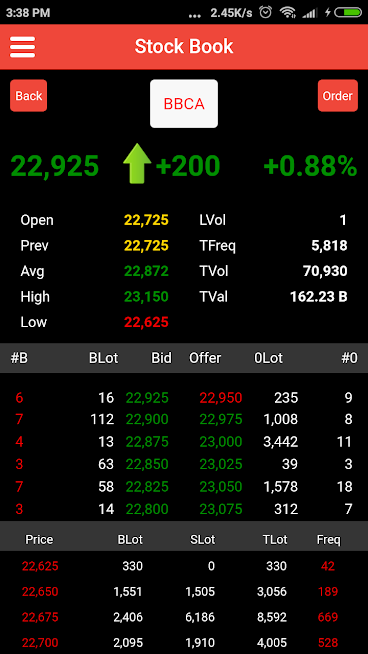 3:38 PM ... 2.45K/s
Stock Book
Back BBCA Order
22,925 +200 +0.88%
Open 22,725 LVol 1
Prev 22,725 TFreq 5,818
Avg 22,872 TVol 70,930
High 23,150 TVal 162.23 B
Low 22,625
#B BLot Bid Offer 0Lot #0
6 16 22,925 22,950 235 9
7 112 22,900 22,975 1,008 8
4 13 22,875 23,000 3,442 11
3 63 22,850 23,025 39 3
7 58 22,825 23,050 1,578 18
3 14 22,800 23,075 312 7
Price BLot SLot TLot Freq
22,625 330 0 330 42
22,650 1,551 1,505 3,056 189
22,675 2,406 6,186 8,592 669
22,700 2,095 1,910 4,005 528